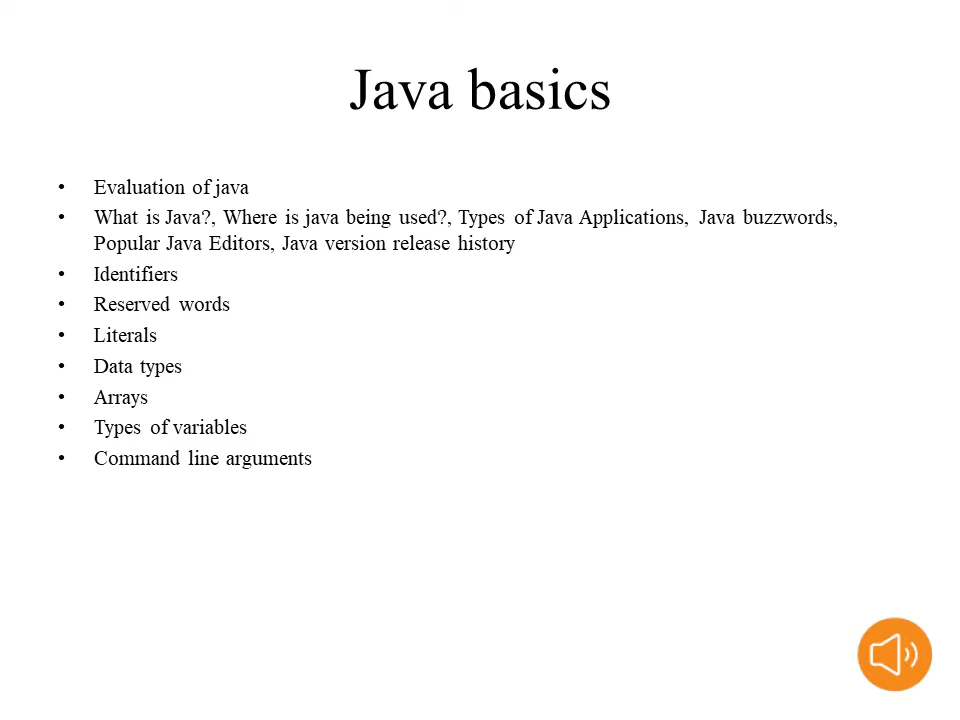 Java basics
• Evaluation of java
• What is Java?, Where is java being used?, Types of Java Applications, Java buzzwords,
Popular Java Editors, Java version release history
• Identifiers
• Reserved words
• Literals
• Data types
• Arrays
• Types of variables
• Command line arguments